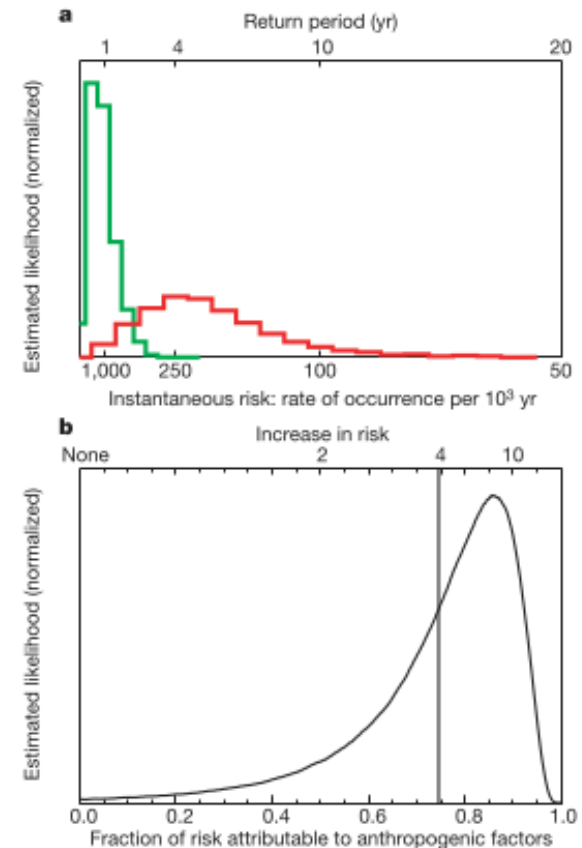 a
Return period (yr)
1 4 10 20
Estimated likelihood (normalized)
1,000 250 100 50
Instantaneous risk: rate of occurrence per 10³ yr
b
Increase in risk
None 2 4 10
Estimated likelihood (normalized)
0.0 0.2 0.4 0.6 0.8 1.0
Fraction of risk attributable to anthropogenic factors